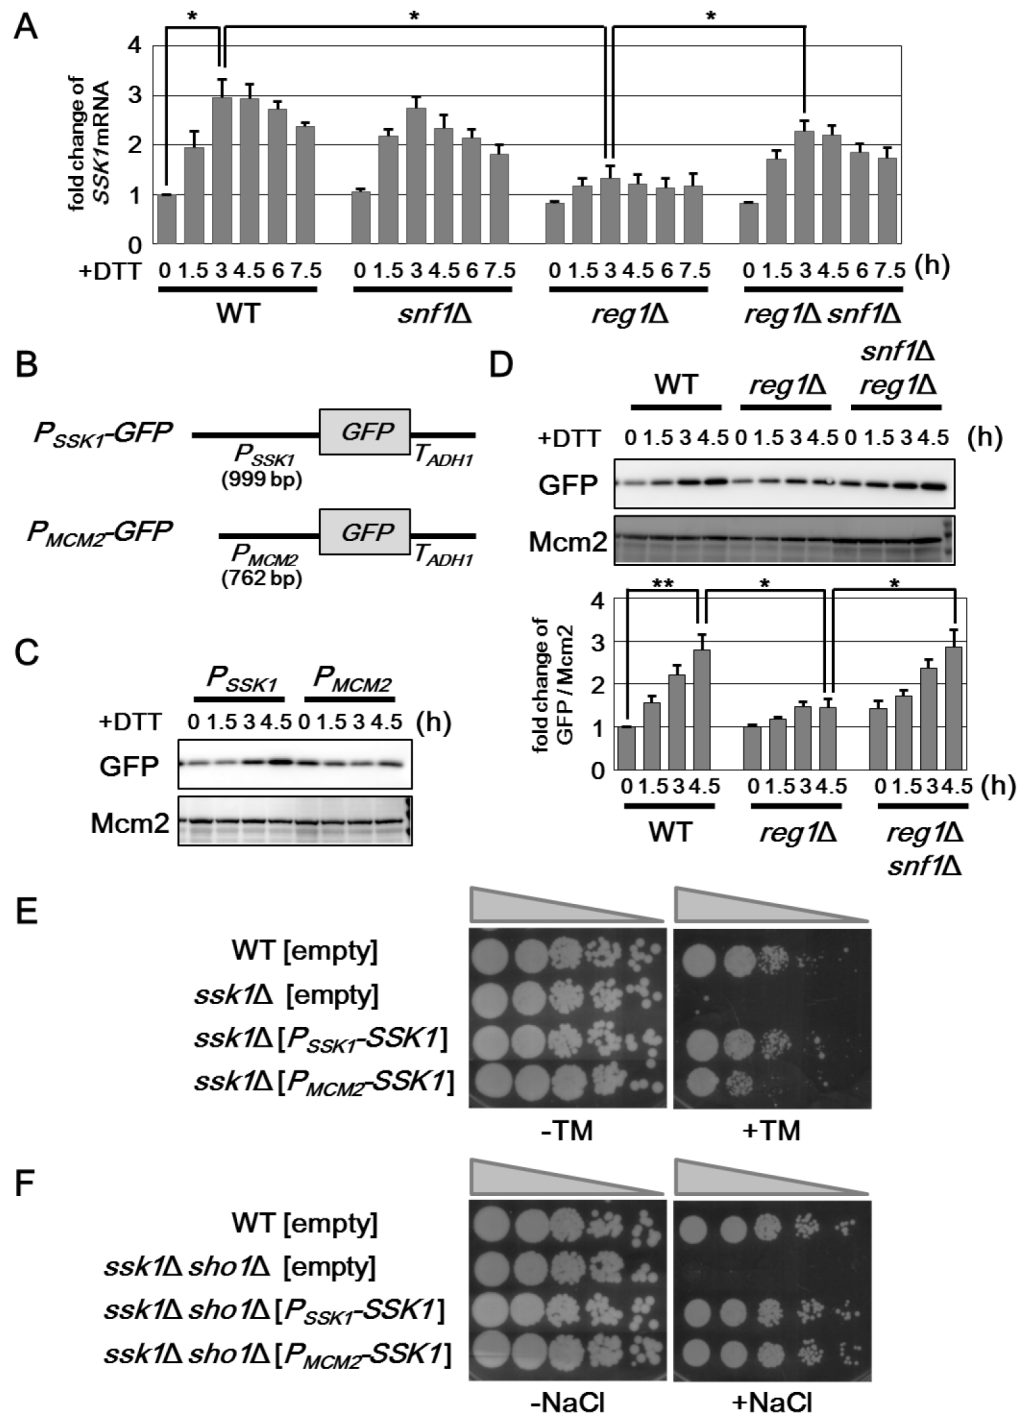 A
* * *
fold change of
SSK1 mRNA
4
3
2
1
0
+DTT 0 1.5 3 4.5 6 7.5 0 1.5 3 4.5 6 7.5 0 1.5 3 4.5 6 7.5 0 1.5 3 4.5 6 7.5 (h)
WT snf1Δ reg1Δ reg1Δ snf1Δ
B
PSSK1-GFP
GFP
PSSK1
(999 bp)
TADH1
PMCM2-GFP
GFP
PMCM2
(762 bp)
TADH1
C
PSSK1 PMCM2
+DTT 0 1.5 3 4.5 0 1.5 3 4.5 (h)
GFP
Mcm2
D
WT reg1Δ snf1Δ
reg1Δ
+DTT 0 1.5 3 4.5 0 1.5 3 4.5 0 1.5 3 4.5 (h)
GFP
Mcm2
** * *
fold change of
GFP / Mcm2
4
3
2
1
0
0 1.5 3 4.5 0 1.5 3 4.5 0 1.5 3 4.5 (h)
WT reg1Δ reg1Δ
snf1Δ
E
WT [empty]
ssk1Δ [empty]
ssk1Δ [PSSK1-SSK1]
ssk1Δ [PMCM2-SSK1]
-TM +TM
F
WT [empty]
ssk1Δ sho1Δ [empty]
ssk1Δ sho1Δ [PSSK1-SSK1]
ssk1Δ sho1Δ [PMCM2-SSK1]
-NaCl +NaCl